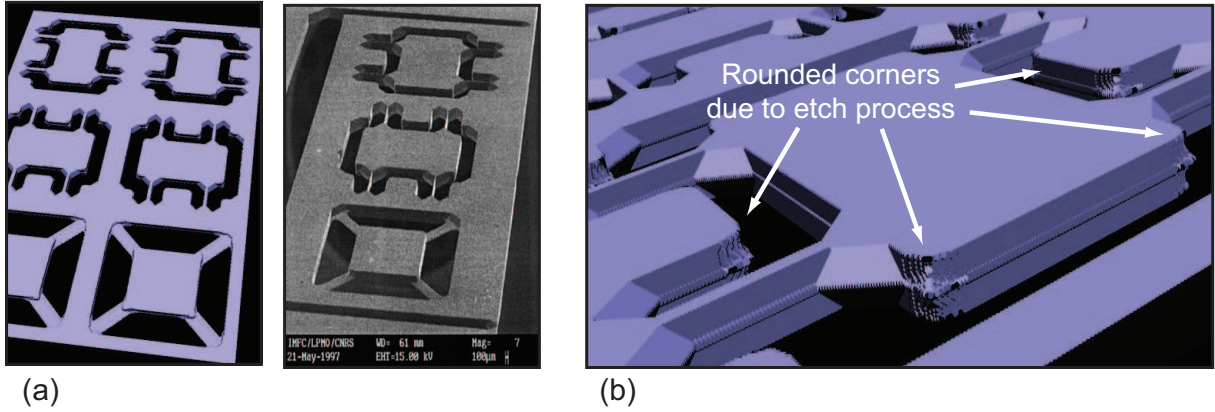 Rounded corners
due to etch process
IMFC/LPMO/CNRS WD= 61 mm Mag= 7
21-May-1997 EHT=15.00 kV 100µm
(a)
(b)